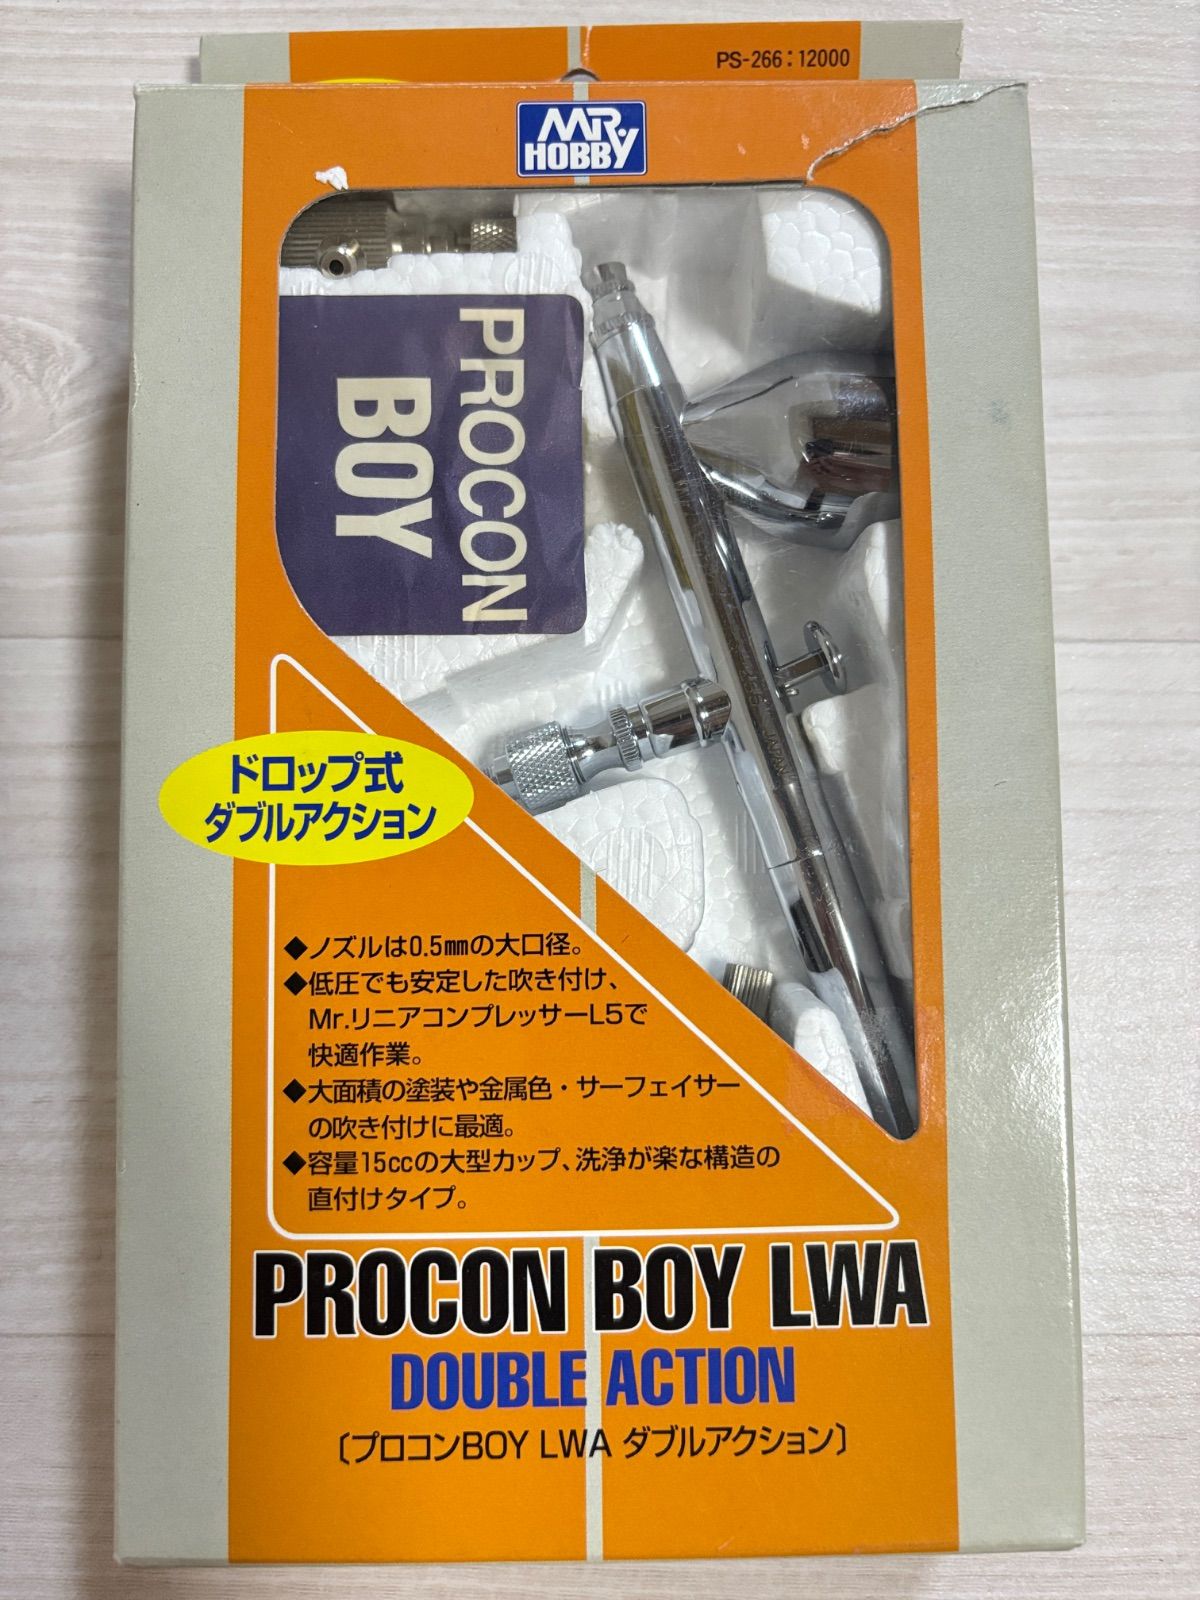 PS-266：12000
MR.
HOBBY
PROCON
BOY
ドロップ式
ダブルアクション
◆ノズルは0.5mmの大口径。
◆低圧でも安定した吹き付け、
Mr.リニアコンプレッサーL5で
快適作業。
◆大面積の塗装や金属色・サーフェイサー
の吹き付けに最適。
◆容量15ccの大型カップ、洗浄が楽な構造の
直付けタイプ。
PROCON BOY LWA
DOUBLE ACTION
〔プロコンBOY LWA ダブルアクション〕